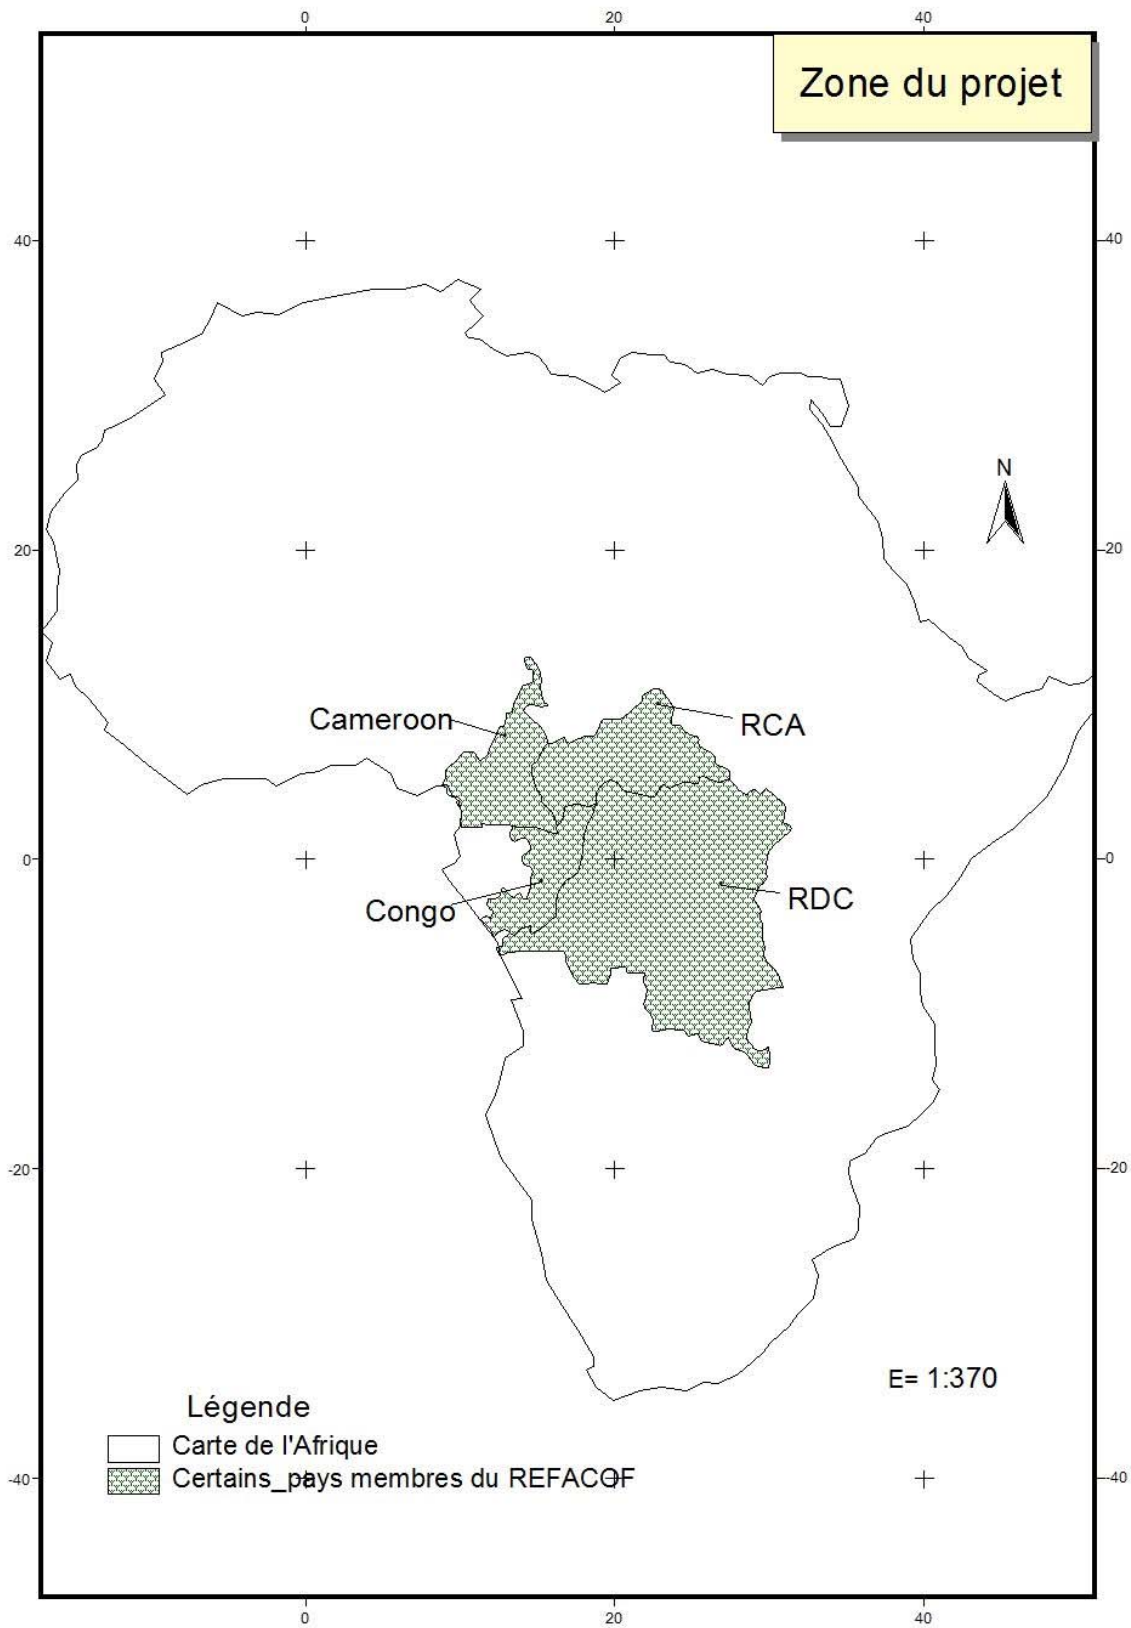 0 20 40
Zone du projet
40 40
N
20 20
Cameroon
RCA
0 0
Congo
RDC
-20 -20
E= 1:370
Légende
Carte de l'Afrique
Certains_pays membres du REFACOF
-40 -40
0 20 40